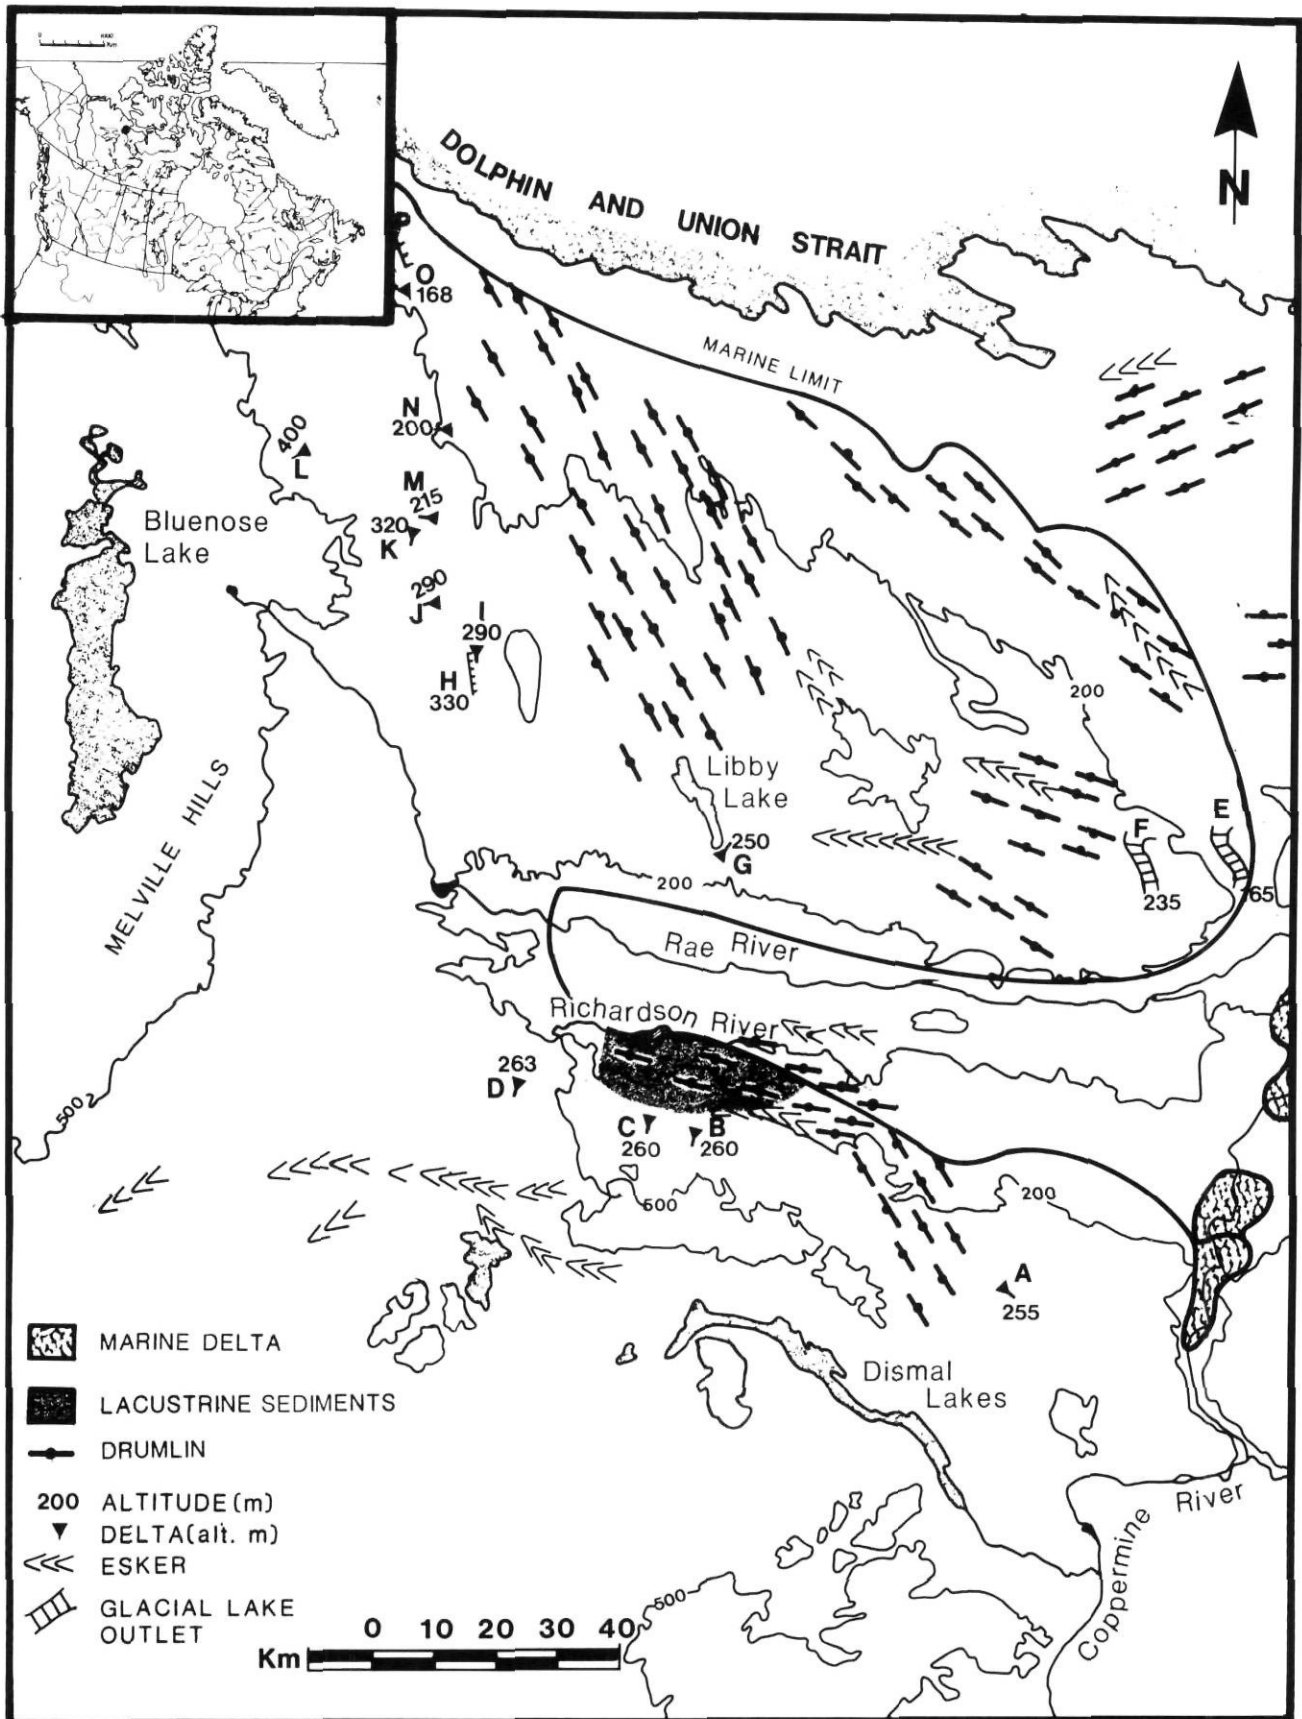 0 1000
Km
N
DOLPHIN AND UNION STRAIT
P
O
168
MARINE LIMIT
N
200
400
L
M
215
320
K
Bluenose
Lake
290
J
I
290
H
330
200
Libby
Lake
MELVILLE HILLS
250
G
E
F
235
65
200
Rae River
Richardson River
263
D
C
260
B
260
500
500
200
A
255
Dismal
Lakes
MARINE DELTA
LACUSTRINE SEDIMENTS
DRUMLIN
200 ALTITUDE (m)
DELTA (alt. m)
ESKER
GLACIAL LAKE
OUTLET
0 10 20 30 40
Km
500
Coppermine River